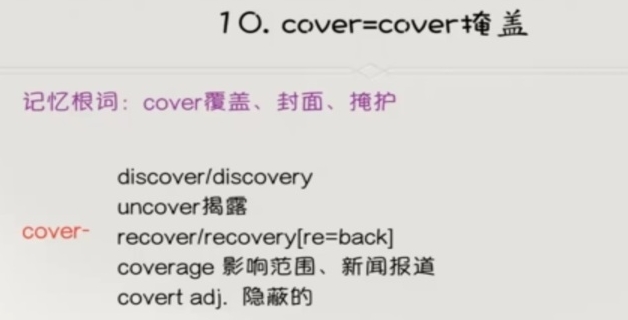 10. cover=cover掩盖
记忆根词：cover覆盖、封面、掩护
discover/discovery
uncover揭露
cover-
recover/recovery[re=back]
coverage 影响范围、新闻报道
covert adj. 隐蔽的